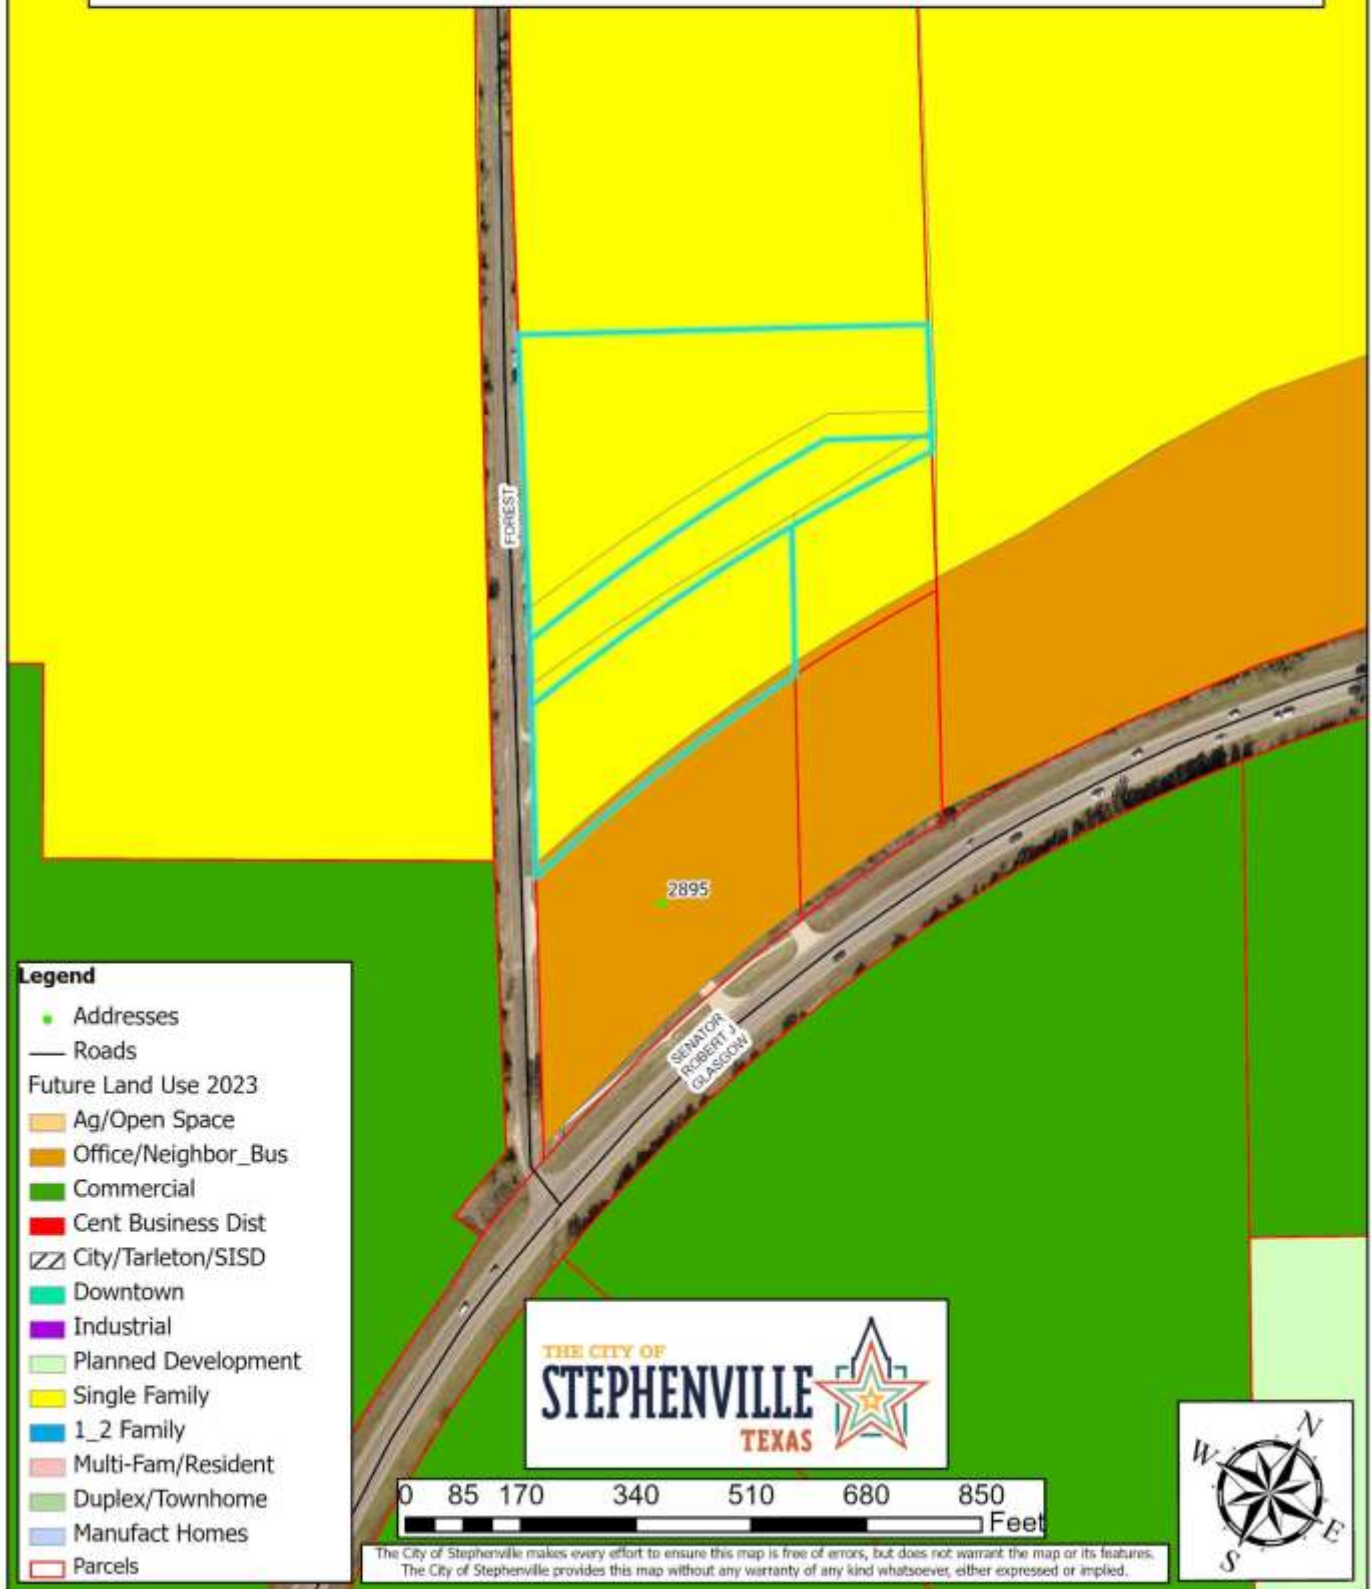 FOREST
2895
SENATOR
ROBERT J
GLASGOW
Legend
Addresses
Roads
Future Land Use 2023
Ag/Open Space
Office/Neighbor_Bus
Commercial
Cent Business Dist
City/Tarleton/SISD
Downtown
Industrial
Planned Development
Single Family
1_2 Family
Multi-Fam/Resident
Duplex/Townhome
Manufact Homes
Parcels
THE CITY OF
STEPHENVILLE
TEXAS
0 85 170 340 510 680 850
Feet
The City of Stephenville makes every effort to ensure this map is free of errors, but does not warrant the map or its features.
The City of Stephenville provides this map without any warranty of any kind whatsoever, either expressed or implied.
N
W
E
S